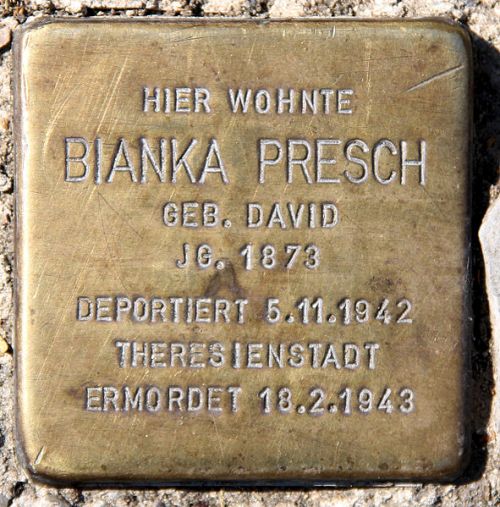 HIER WOHNTE
BIANKA PRESCH
GEB. DAVID
JG. 1873
DEPORTIERT 5.11.1942
THERESIENSTADT
ERMORDET 18.2.1943